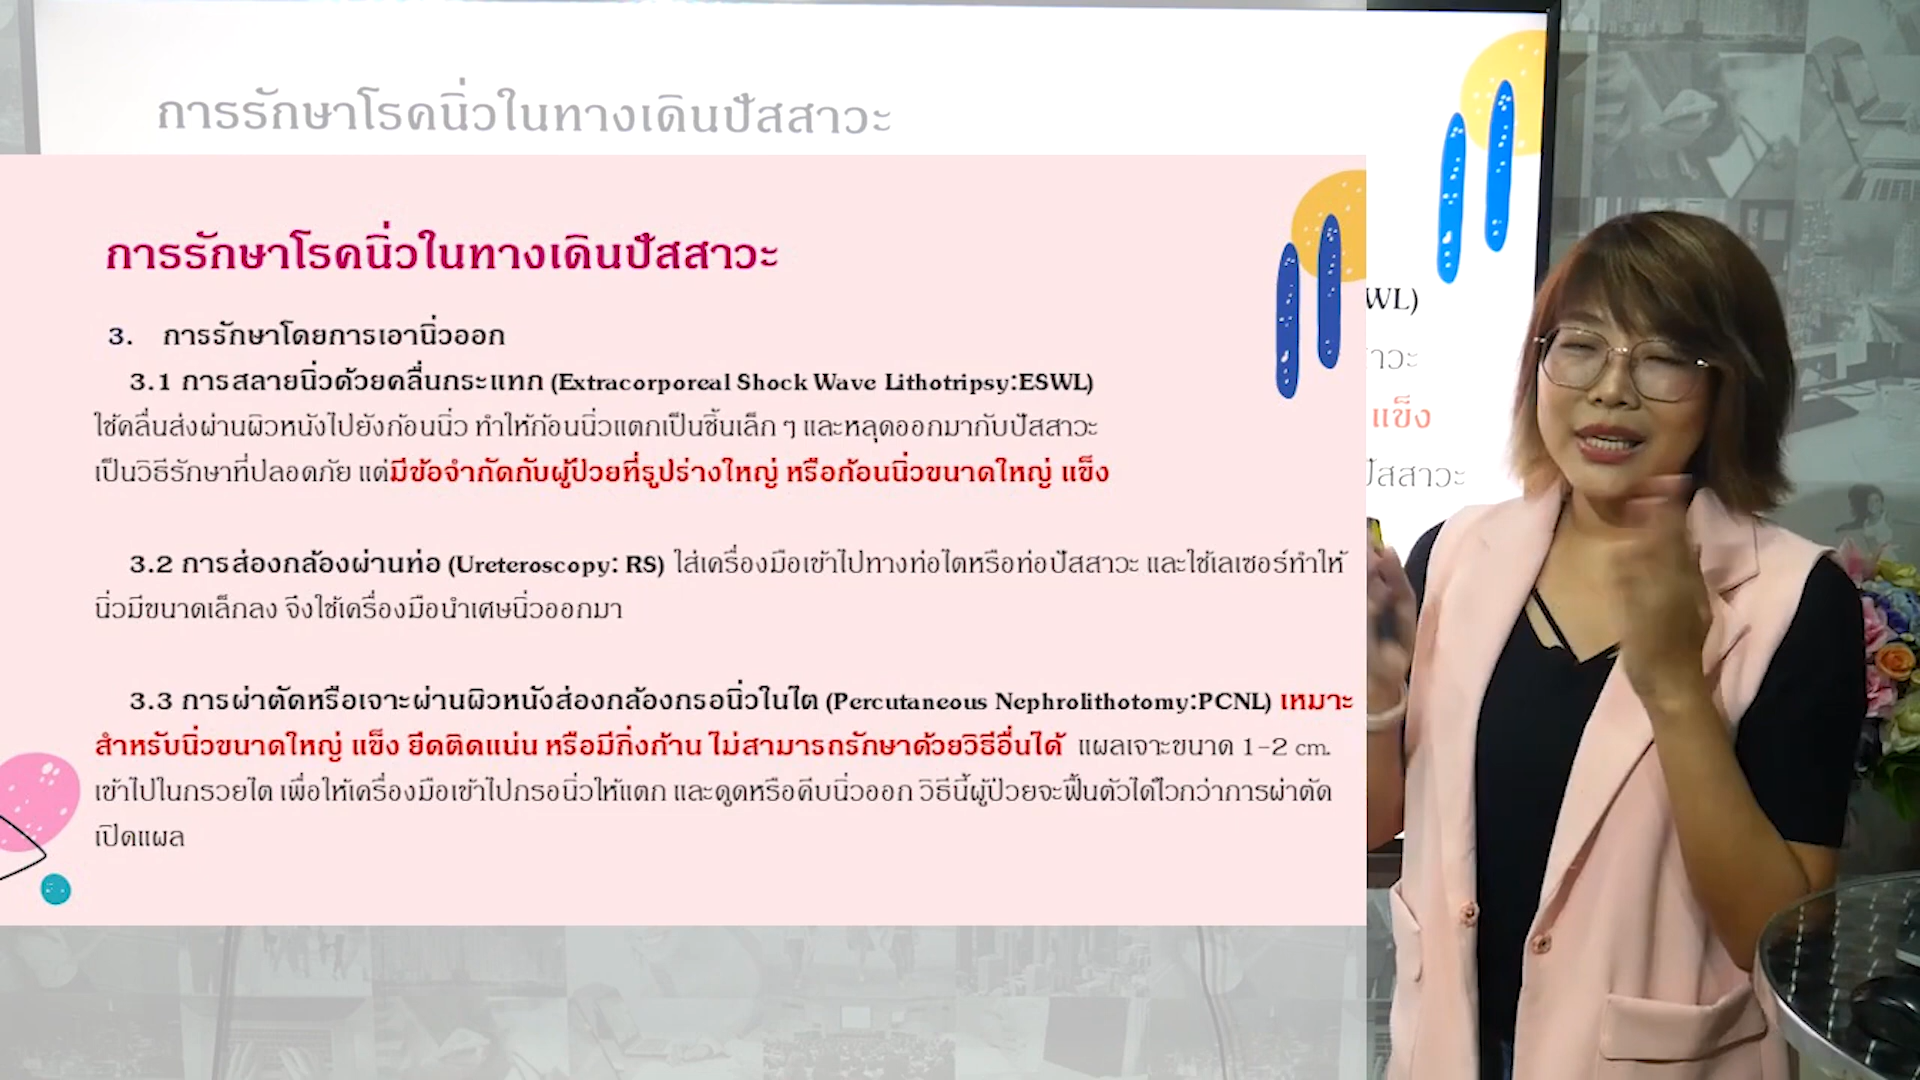 การรักษาโรคนิ่วในทางเดินปัสสาวะ
การรักษาโรคนิ่วในทางเดินปัสสาวะ
3. การรักษาโดยการเอานิ่วออก
3.1 การสลายนิ่วด้วยคลื่นกระแทก (Extracorporeal Shock Wave Lithotripsy:ESWL)
ใช้คลื่นส่งผ่านผิวหนังไปยังก้อนนิ่ว ทำให้ก้อนนิ่วแตกเป็นชิ้นเล็ก ๆ และหลุดออกมากับปัสสาวะ
เป็นวิธีรักษาที่ปลอดภัย แต่มีข้อจำกัดกับผู้ป่วยที่รูปร่างใหญ่ หรือก้อนนิ่วขนาดใหญ่ แข็ง
3.2 การส่องกล้องผ่านท่อ (Ureteroscopy: RS) ใส่เครื่องมือเข้าไปทางท่อไตหรือท่อปัสสาวะ และใช้เลเซอร์ทำให้
นิ่วมีขนาดเล็กลง จึงใช้เครื่องมือนำเศษนิ่วออกมา
3.3 การผ่าตัดหรือเจาะผ่านผิวหนังส่องกล้องกรอนิ่วในไต (Percutaneous Nephrolithotomy:PCNL) เหมาะ
สำหรับนิ่วขนาดใหญ่ แข็ง ยึดติดแน่น หรือมีกิ่งก้าน ไม่สามารถรักษาด้วยวิธีอื่นได้ แผลเจาะขนาด 1-2 cm.
เข้าไปในกรวยไต เพื่อให้เครื่องมือเข้าไปกรอนิ่วให้แตก และดูดหรือคีบนิ่วออก วิธีนี้ผู้ป่วยจะฟื้นตัวได้ไวกว่าการผ่าตัด
เปิดแผล
WL)
าวะ
แข็ง
ปัสสาวะ